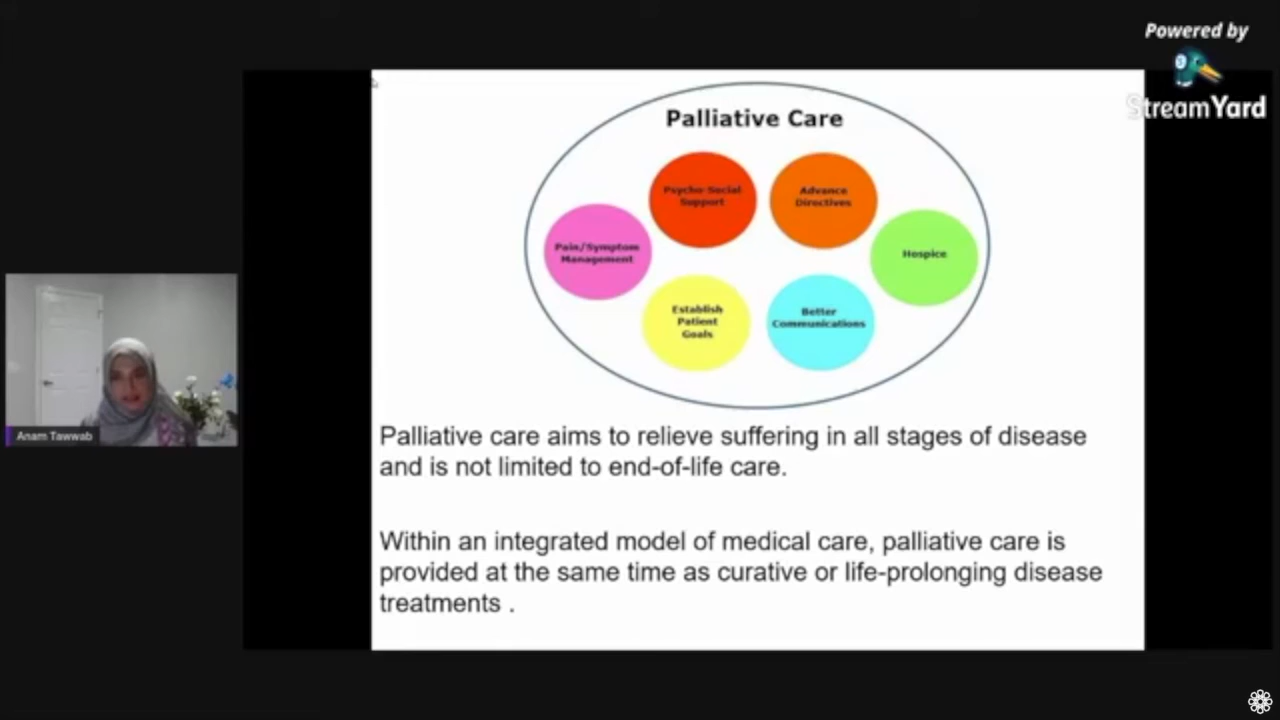 Powered by
StreamYard
Palliative Care
Psycho-Social
Support
Advance
Directives
Pain/Symptom
Management
Hospice
Establish
Patient
Goals
Better
Communications
Anam Tawwab
Palliative care aims to relieve suffering in all stages of disease
and is not limited to end-of-life care.
Within an integrated model of medical care, palliative care is
provided at the same time as curative or life-prolonging disease
treatments .